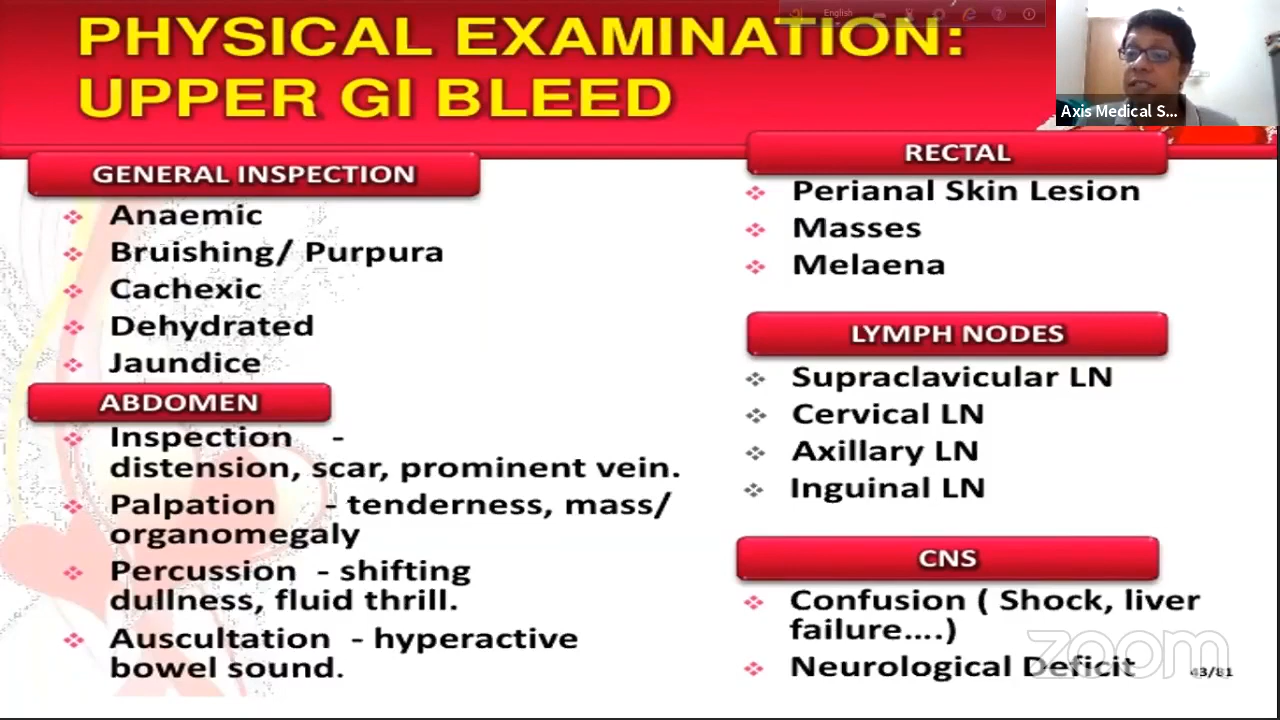 English
PHYSICAL EXAMINATION:
UPPER GI BLEED
Axis Medical S...
GENERAL INSPECTION
Anaemic
Bruishing/ Purpura
Cachexic
Dehydrated
Jaundice
ABDOMEN
Inspection -
distension, scar, prominent vein.
Palpation - tenderness, mass/
organomegaly
Percussion - shifting
dullness, fluid thrill.
Auscultation - hyperactive
bowel sound.
RECTAL
Perianal Skin Lesion
Masses
Melaena
LYMPH NODES
Supraclavicular LN
Cervical LN
Axillary LN
Inguinal LN
CNS
Confusion ( Shock, liver
failure....)
Neurological Deficit
zoom
43/81